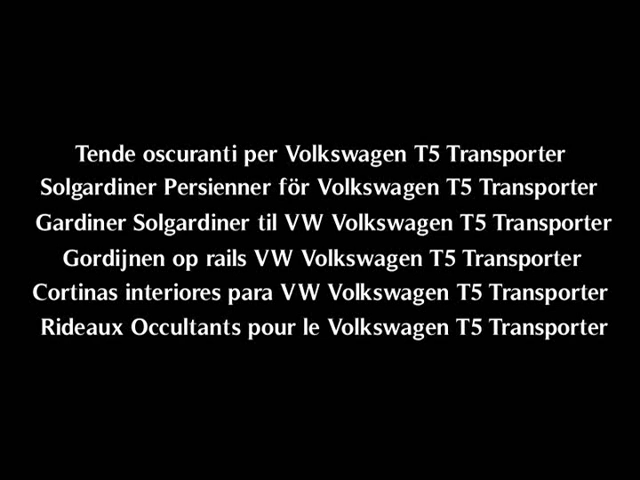 Tende oscuranti per Volkswagen T5 Transporter
Solgardiner Persienner för Volkswagen T5 Transporter
Gardiner Solgardiner til VW Volkswagen T5 Transporter
Gordijnen op rails VW Volkswagen T5 Transporter
Cortinas interiores para VW Volkswagen T5 Transporter
Rideaux Occultants pour le Volkswagen T5 Transporter